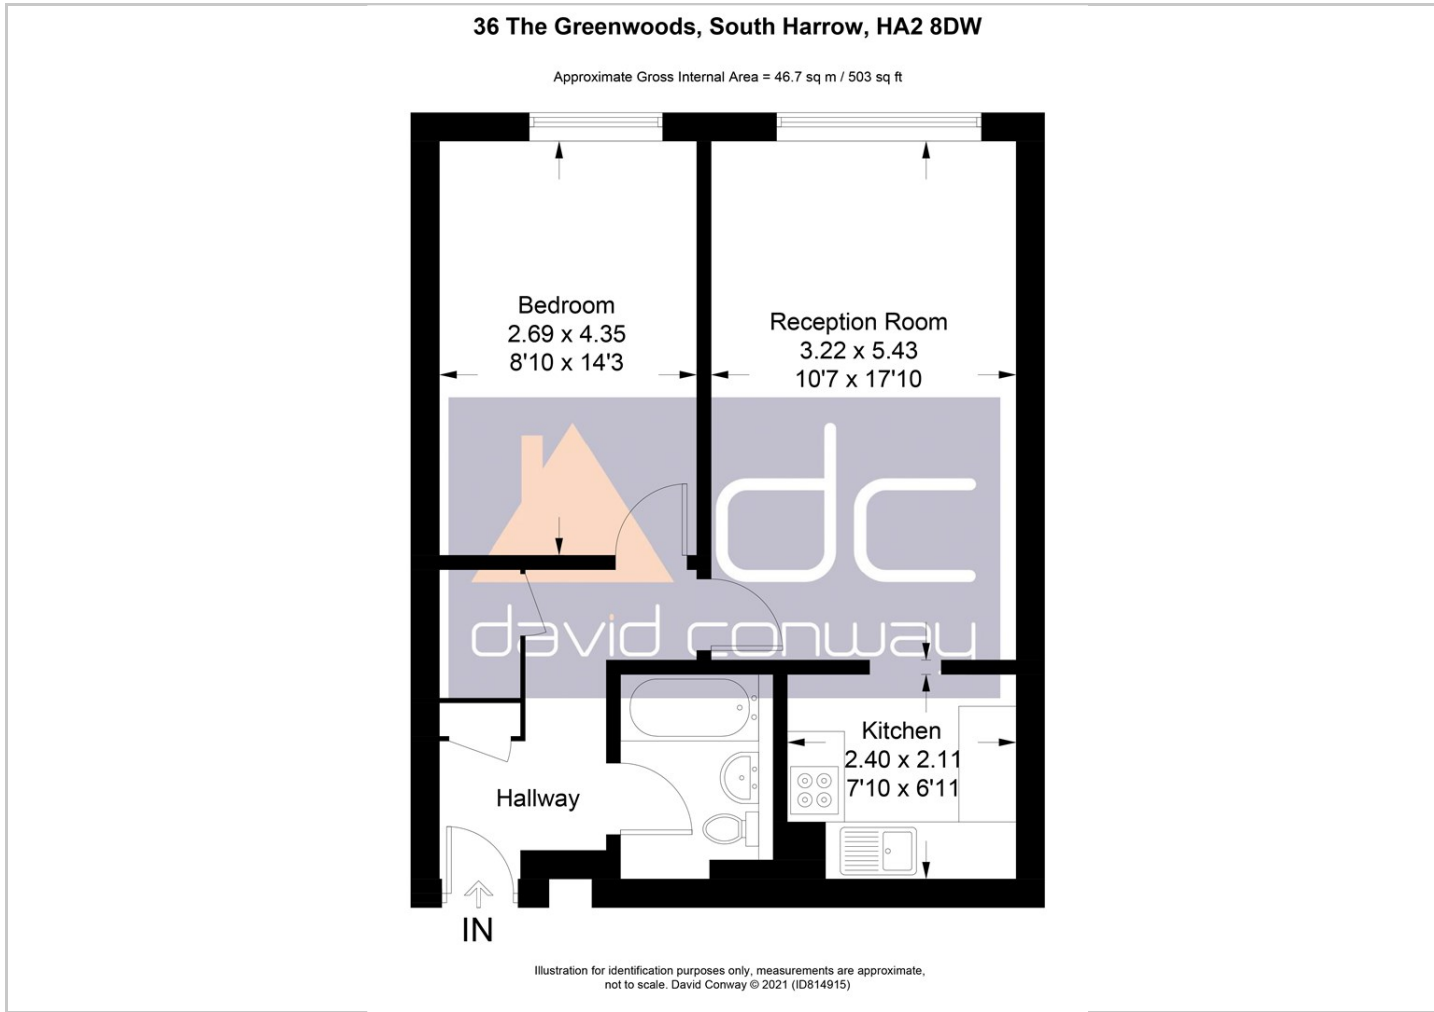 36 The Greenwoods, South Harrow, HA2 8DW
Approximate Gross Internal Area = 46.7 sq m / 503 sq ft
Bedroom
2.69 x 4.35
8'10 x 14'3
Reception Room
3.22 x 5.43
10'7 x 17'10
dc
david conway
Kitchen
2.40 x 2.11
7'10 x 6'11
Hallway
IN
Illustration for identification purposes only, measurements are approximate,
not to scale. David Conway © 2021 (ID814915)